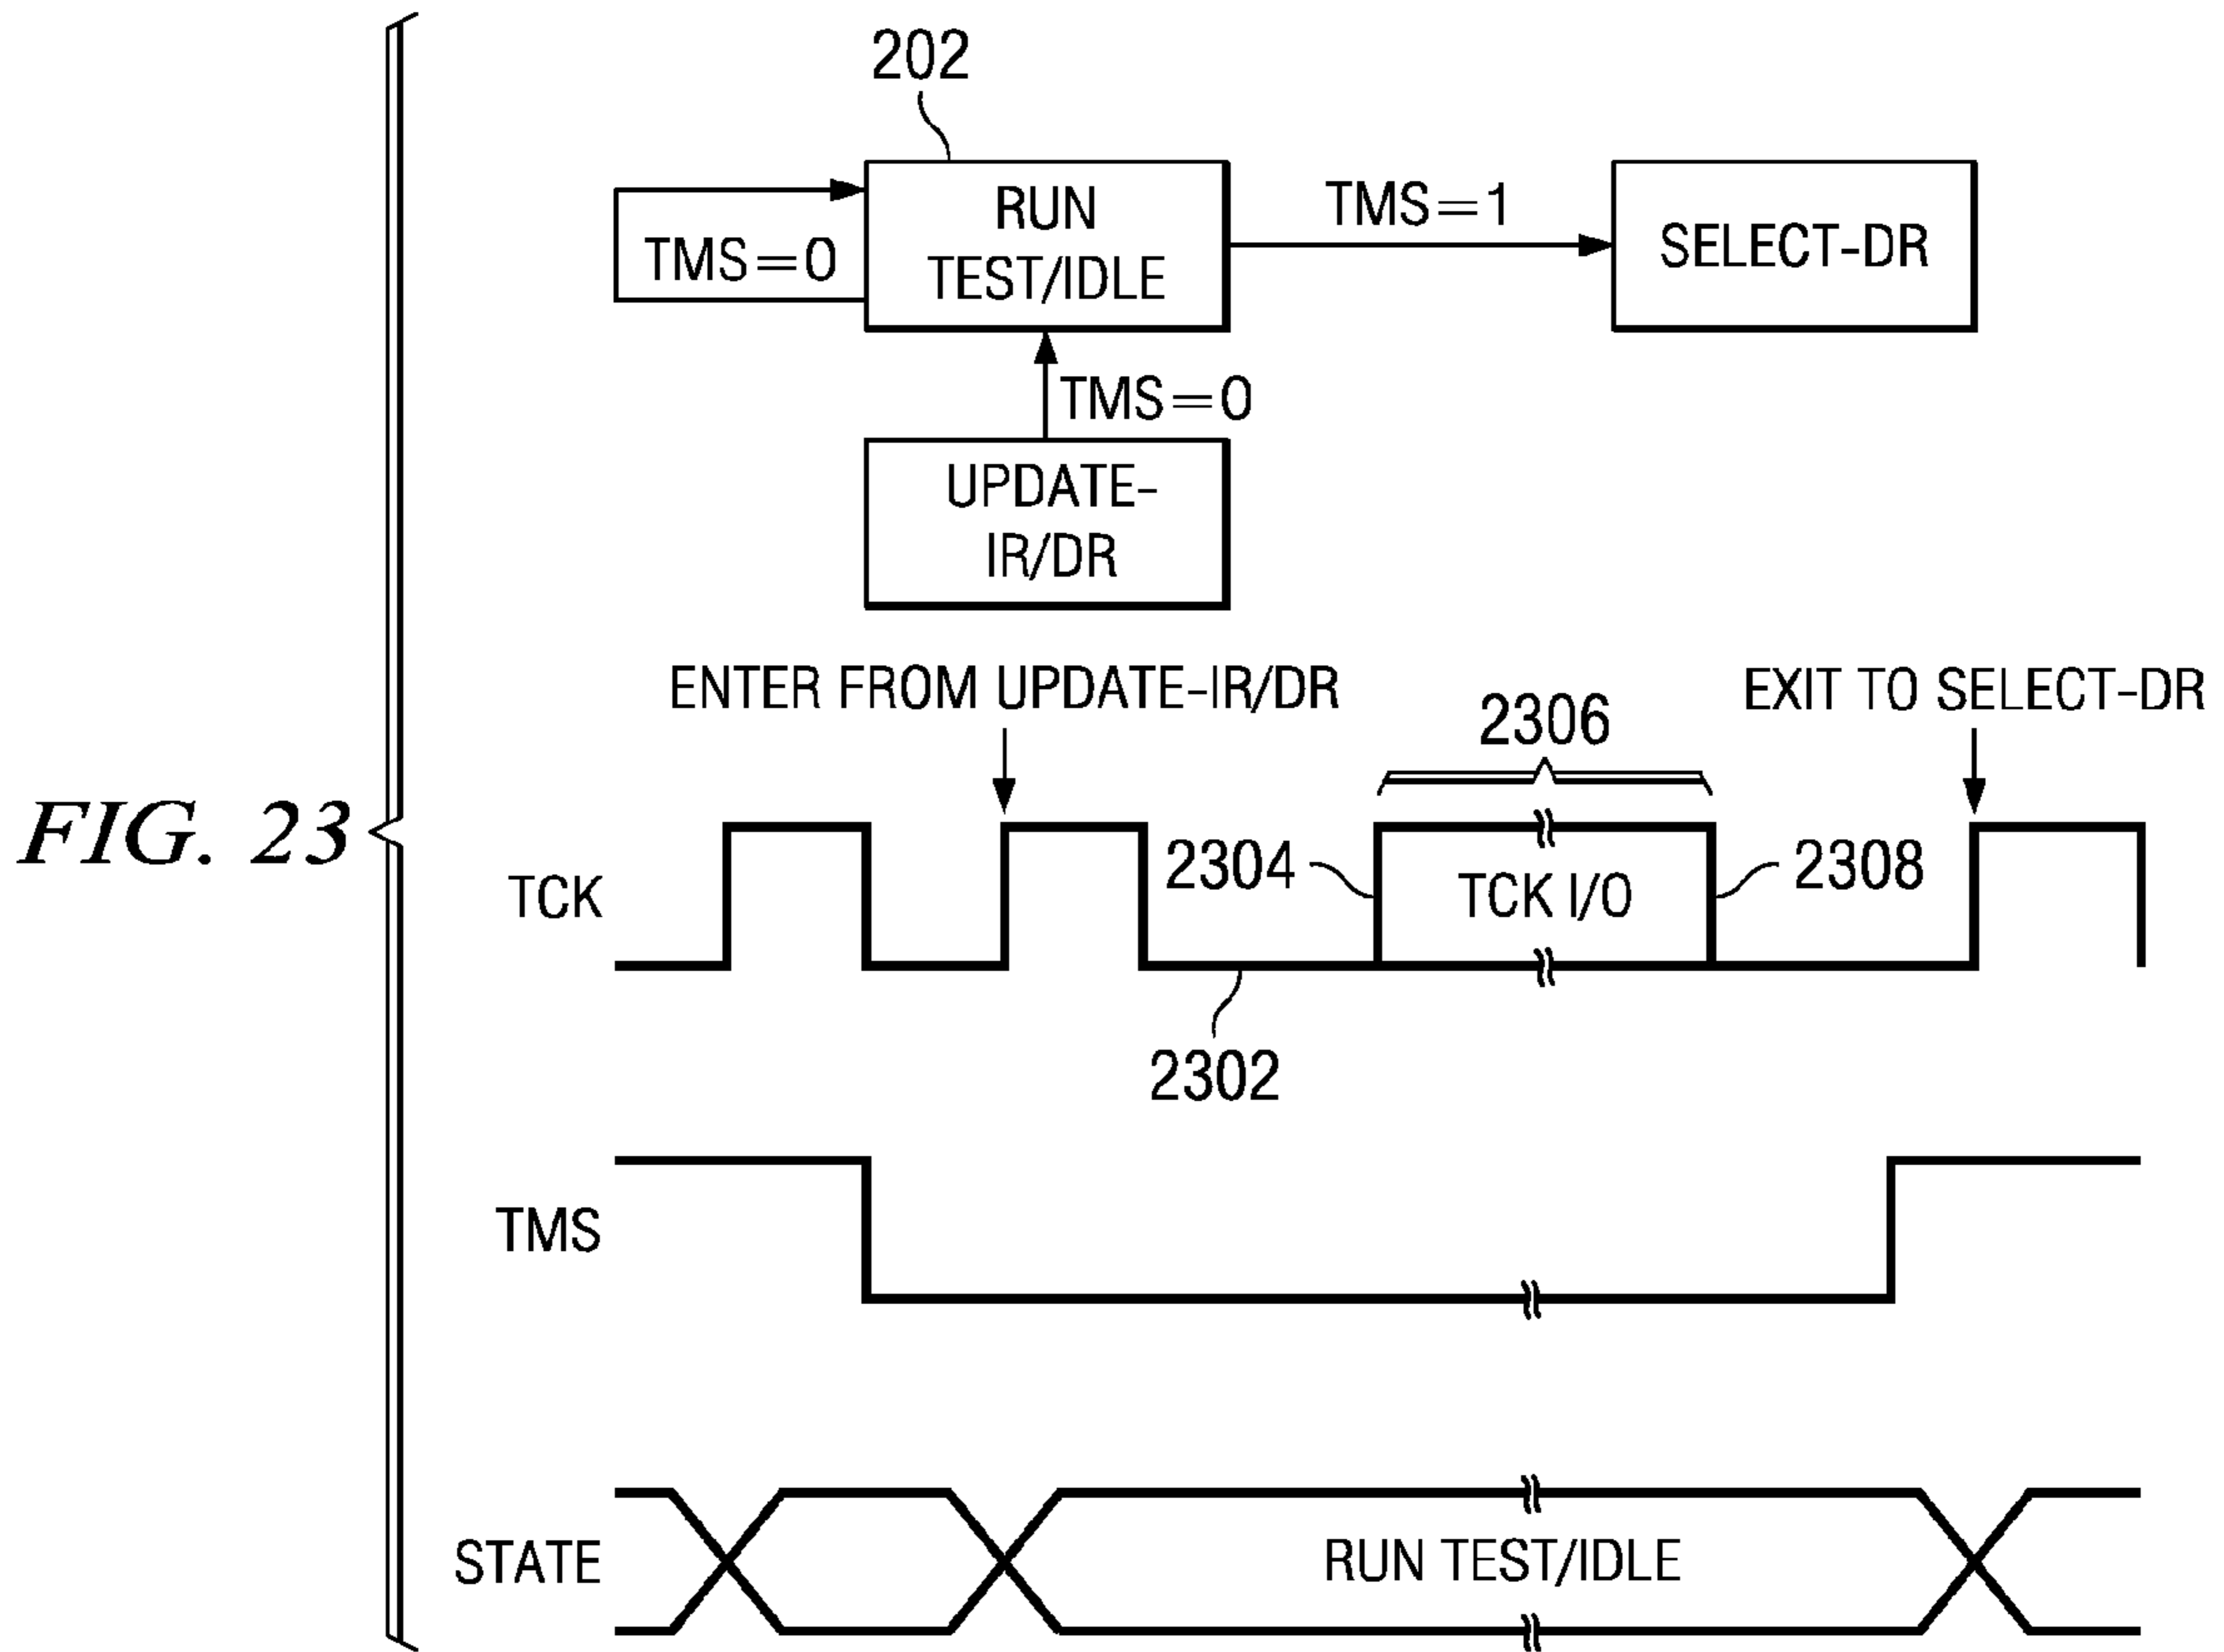 202
RUN
TEST/IDLE
TMS=0
TMS=1
SELECT-DR
TMS=0
UPDATE-
IR/DR
ENTER FROM UPDATE-IR/DR
2306
EXIT TO SELECT-DR
FIG. 23
TCK
2304
TCK I/O
2308
2302
TMS
STATE
RUN TEST/IDLE